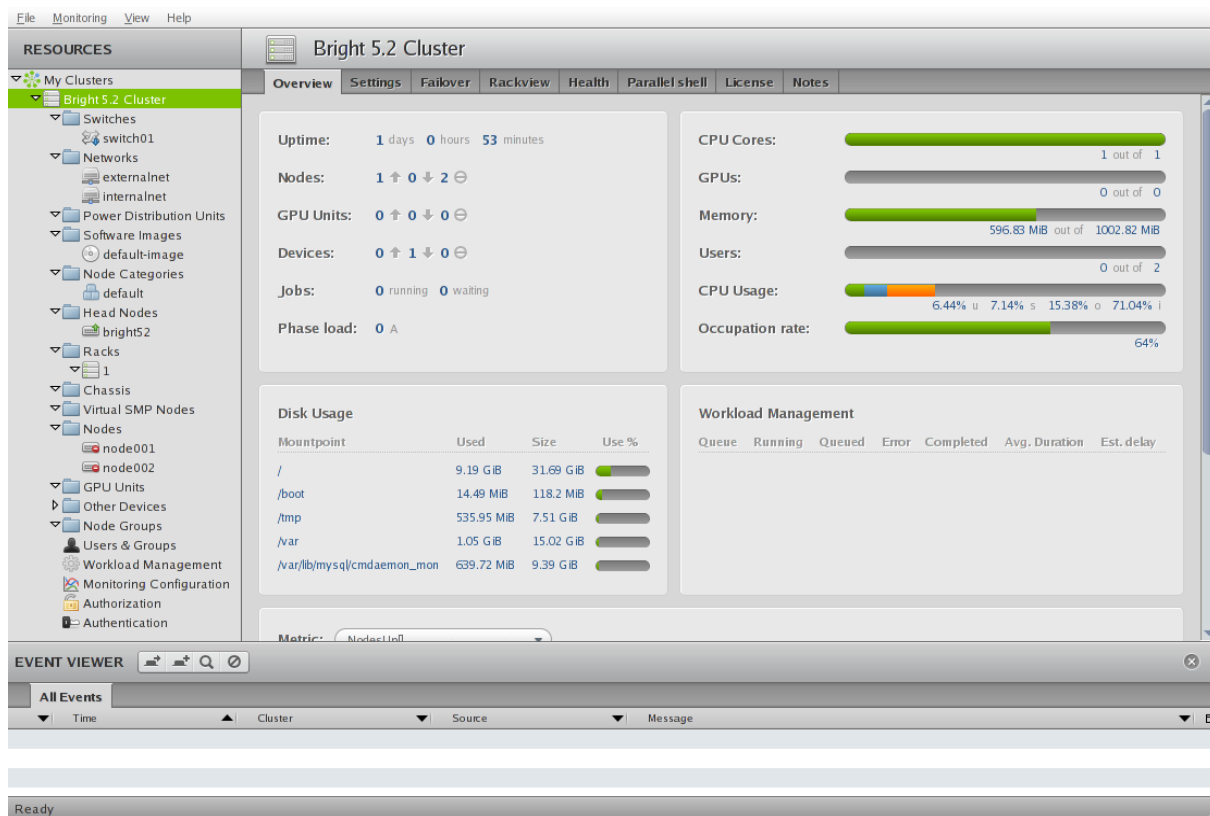 File Monitoring View Help
RESOURCES
My Clusters
Bright 5.2 Cluster
Switches
switch01
Networks
externalnet
internalnet
Power Distribution Units
Software Images
default-image
Node Categories
default
Head Nodes
bright52
Racks
1
Chassis
Virtual SMP Nodes
Nodes
node001
node002
GPU Units
Other Devices
Node Groups
Users & Groups
Workload Management
Monitoring Configuration
Authorization
Authentication
Bright 5.2 Cluster
Overview Settings Failover Rackview Health Parallel shell License Notes
Uptime: 1 days 0 hours 53 minutes
Nodes: 1 0 2
GPU Units: 0 0 0
Devices: 0 1 0
Jobs: 0 running 0 waiting
Phase load: 0 A
CPU Cores:
1 out of 1
GPUs:
0 out of 0
Memory:
596.83 MiB out of 1002.82 MiB
Users:
0 out of 2
CPU Usage:
6.44% u 7.14% s 15.38% o 71.04% i
Occupation rate:
64%
Disk Usage
Mountpoint Used Size Use %
/ 9.19 GiB 31.69 GiB
/boot 14.49 MiB 118.2 MiB
/tmp 535.95 MiB 7.51 GiB
/var 1.05 GiB 15.02 GiB
/var/lib/mysql/cmdaemon_mon 639.72 MiB 9.39 GiB
Workload Management
Queue Running Queued Error Completed Avg. Duration Est. delay
Metric: NodesUp[]
EVENT VIEWER
All Events
Time Cluster Source Message
Ready